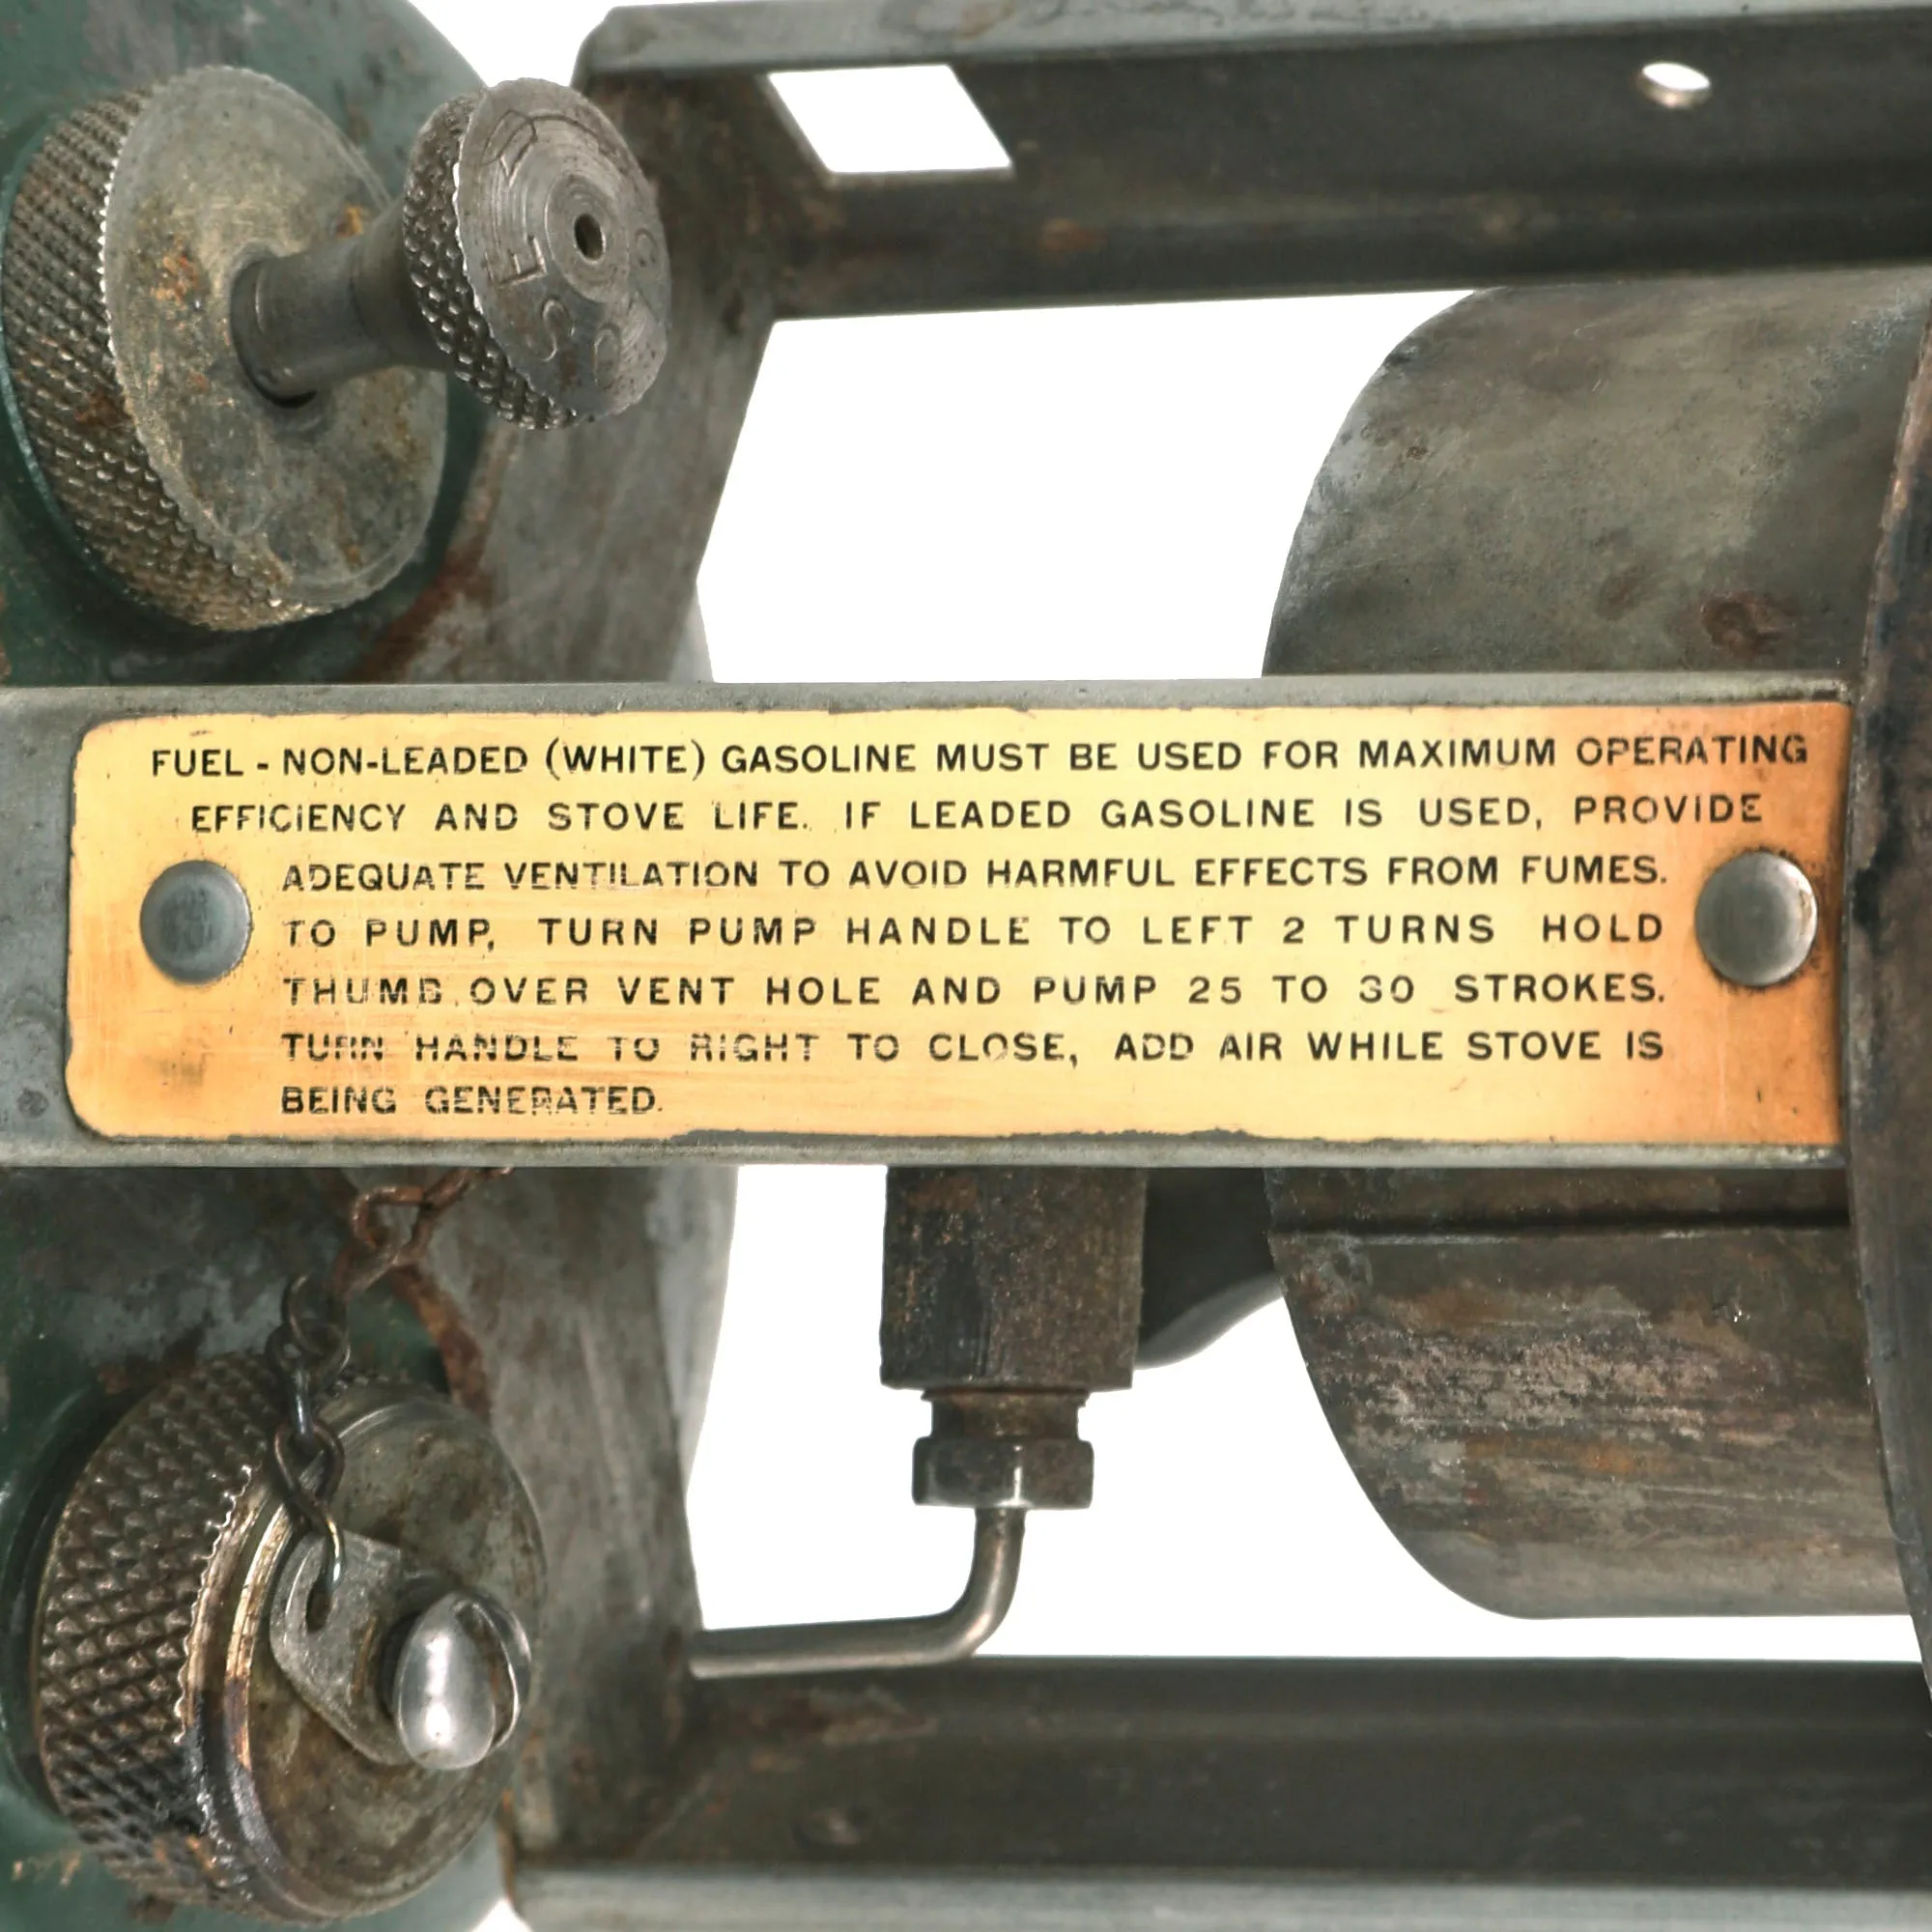 FUEL - NON-LEADED (WHITE) GASOLINE MUST BE USED FOR MAXIMUM OPERATING
EFFICIENCY AND STOVE LIFE. IF LEADED GASOLINE IS USED, PROVIDE
ADEQUATE VENTILATION TO AVOID HARMFUL EFFECTS FROM FUMES.
TO PUMP, TURN PUMP HANDLE TO LEFT 2 TURNS HOLD
THUMB OVER VENT HOLE AND PUMP 25 TO 30 STROKES.
TURN HANDLE TO RIGHT TO CLOSE, ADD AIR WHILE STOVE IS
BEING GENERATED.